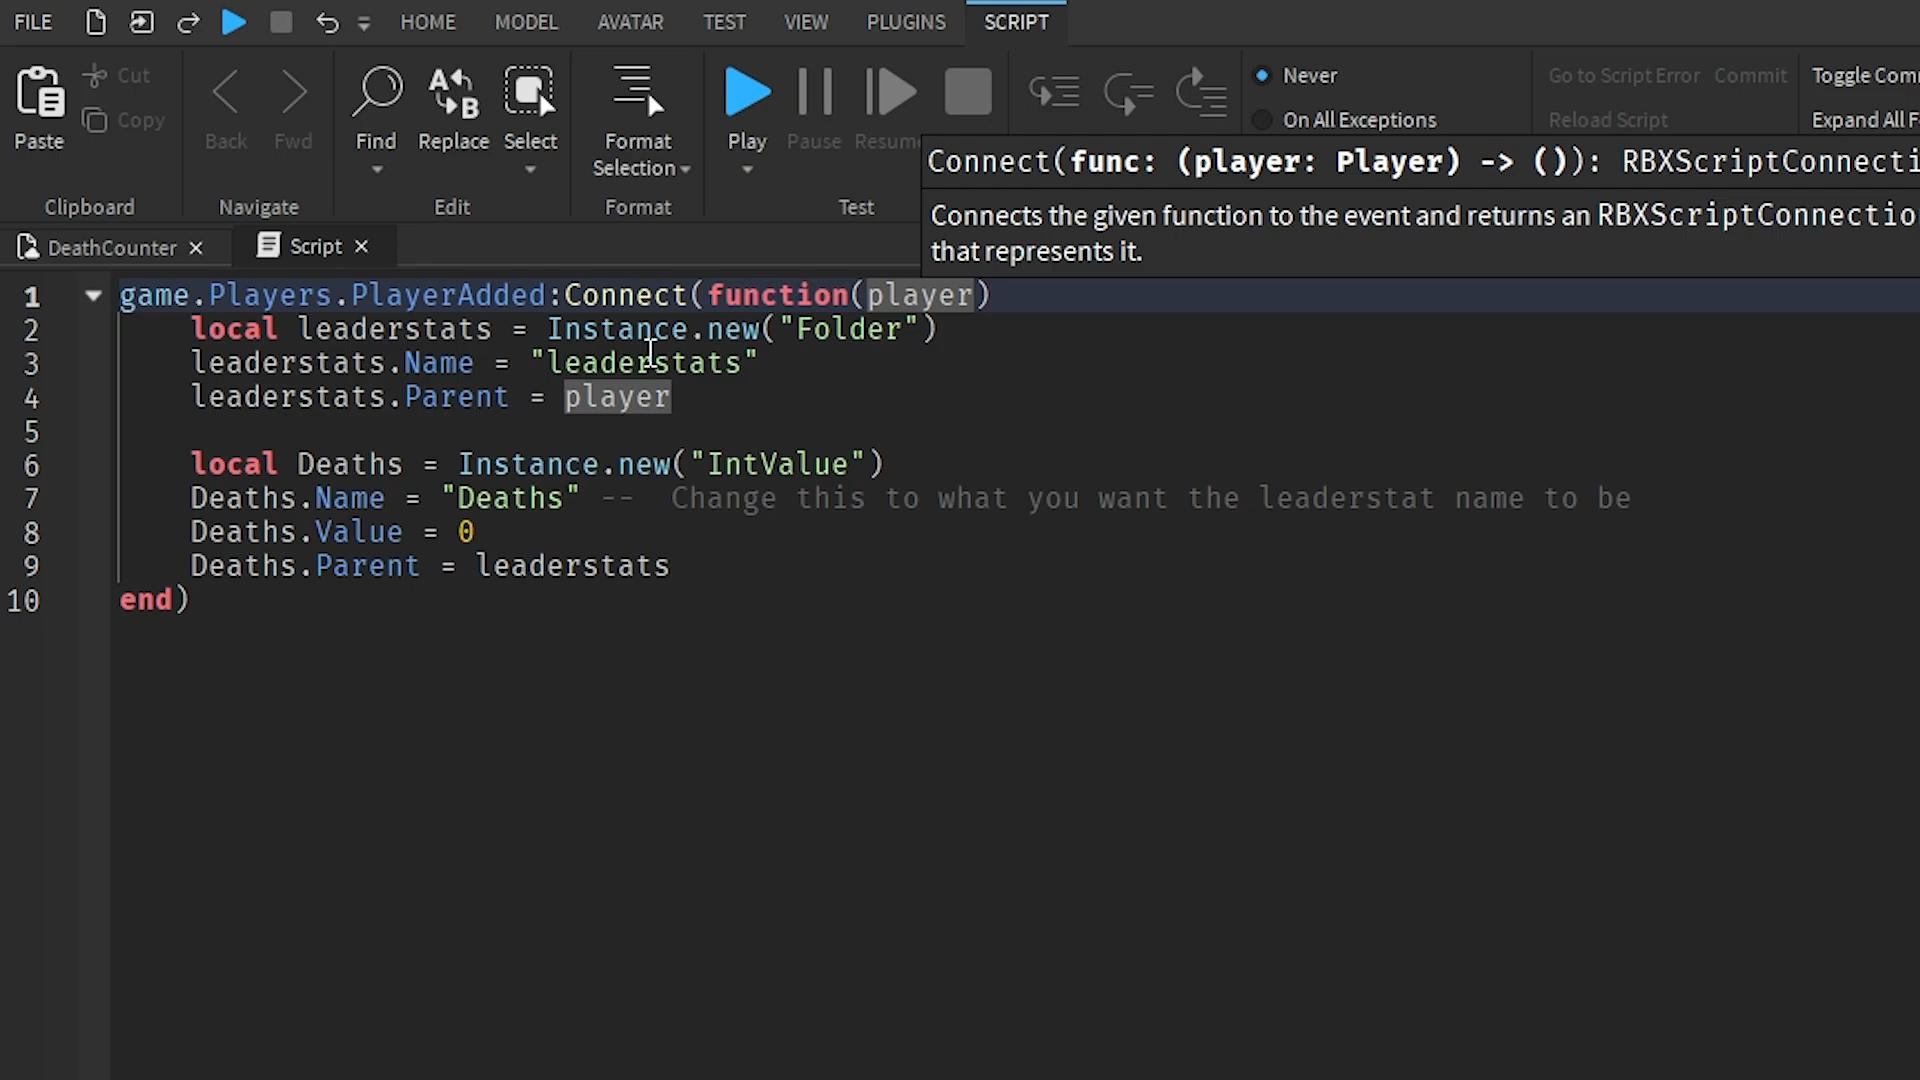 FILE HOME MODEL AVATAR TEST VIEW PLUGINS SCRIPT
Paste Cut Copy Back Fwd Find Replace Select Format Selection Play Pause Never On All Exceptions Go to Script Error Commit Reload Script
Clipboard Navigate Edit Format Test
Connect(func: (player: Player) -> ()):
Connects the given function to the event and returns an
that represents it.
DeathCounter Script
1 game.Players.PlayerAdded:Connect(function(player)
2 local leaderstats = Instance.new("Folder")
3 leaderstats.Name = "leaderstats"
4 leaderstats.Parent = player
5
6 local Deaths = Instance.new("IntValue")
7 Deaths.Name = "Deaths" -- Change this to what you want the leaderstat name to be
8 Deaths.Value = 0
9 Deaths.Parent = leaderstats
10 end)